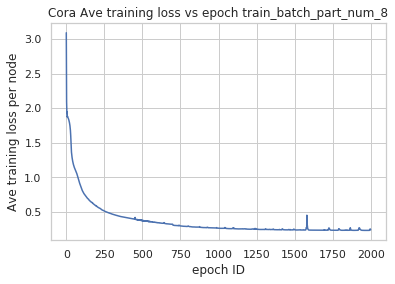 Cora Ave training loss vs epoch train_batch_part_num_8
Ave training loss per node
3.0
2.5
2.0
1.5
1.0
0.5
0 250 500 750 1000 1250 1500 1750 2000
epoch ID